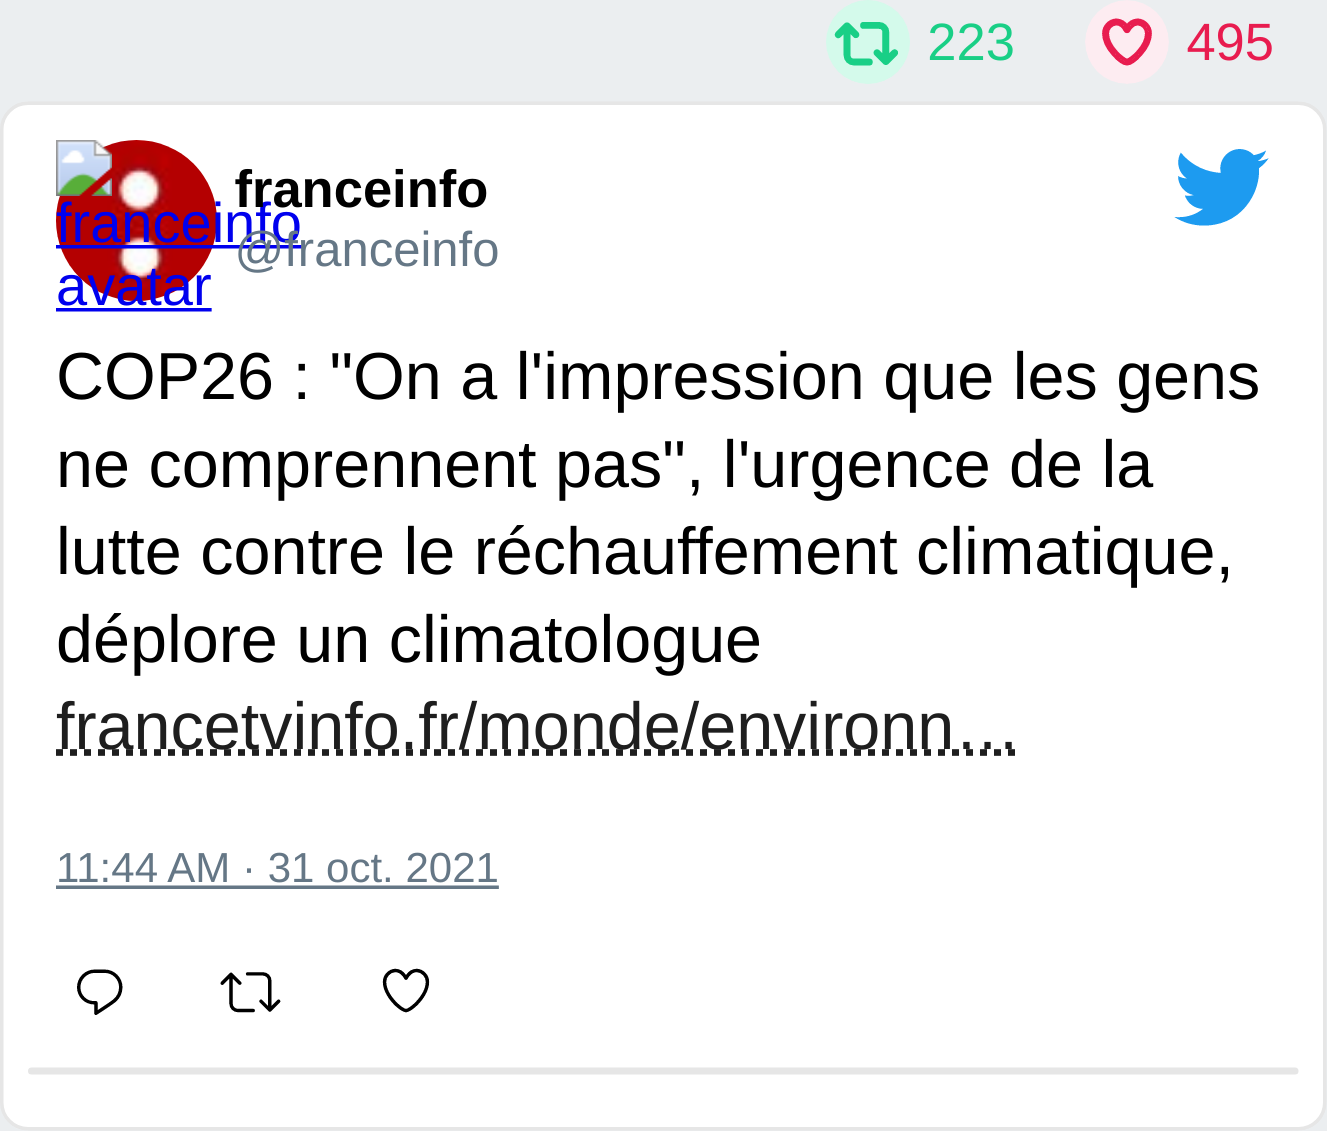 223 495
franceinfo
@franceinfo
franceinfo
avatar
COP26 : "On a l'impression que les gens
ne comprennent pas", l'urgence de la
lutte contre le réchauffement climatique,
déplore un climatologue
francetvinfo.fr/monde/environn…
11:44 AM · 31 oct. 2021